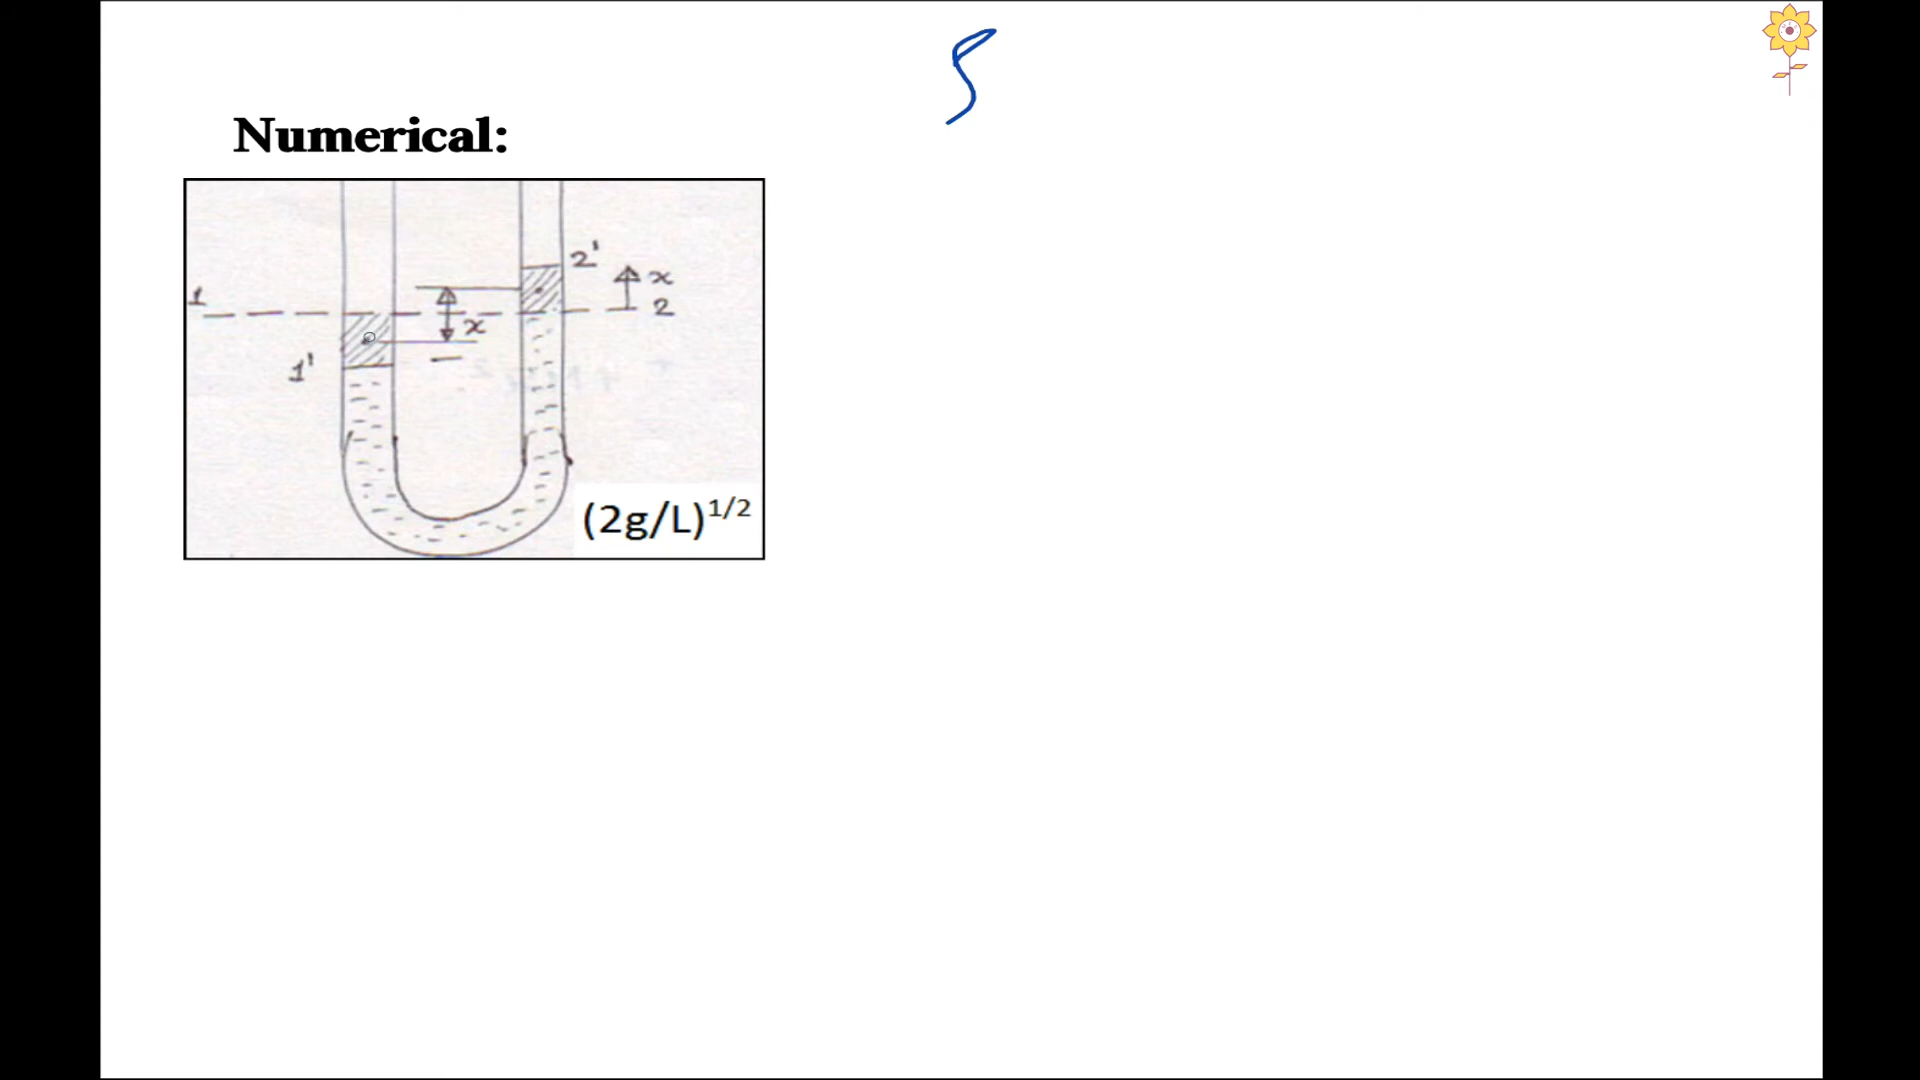 Numerical:
2'
x
1
2
x
1'
(2g/L)^{1/2}